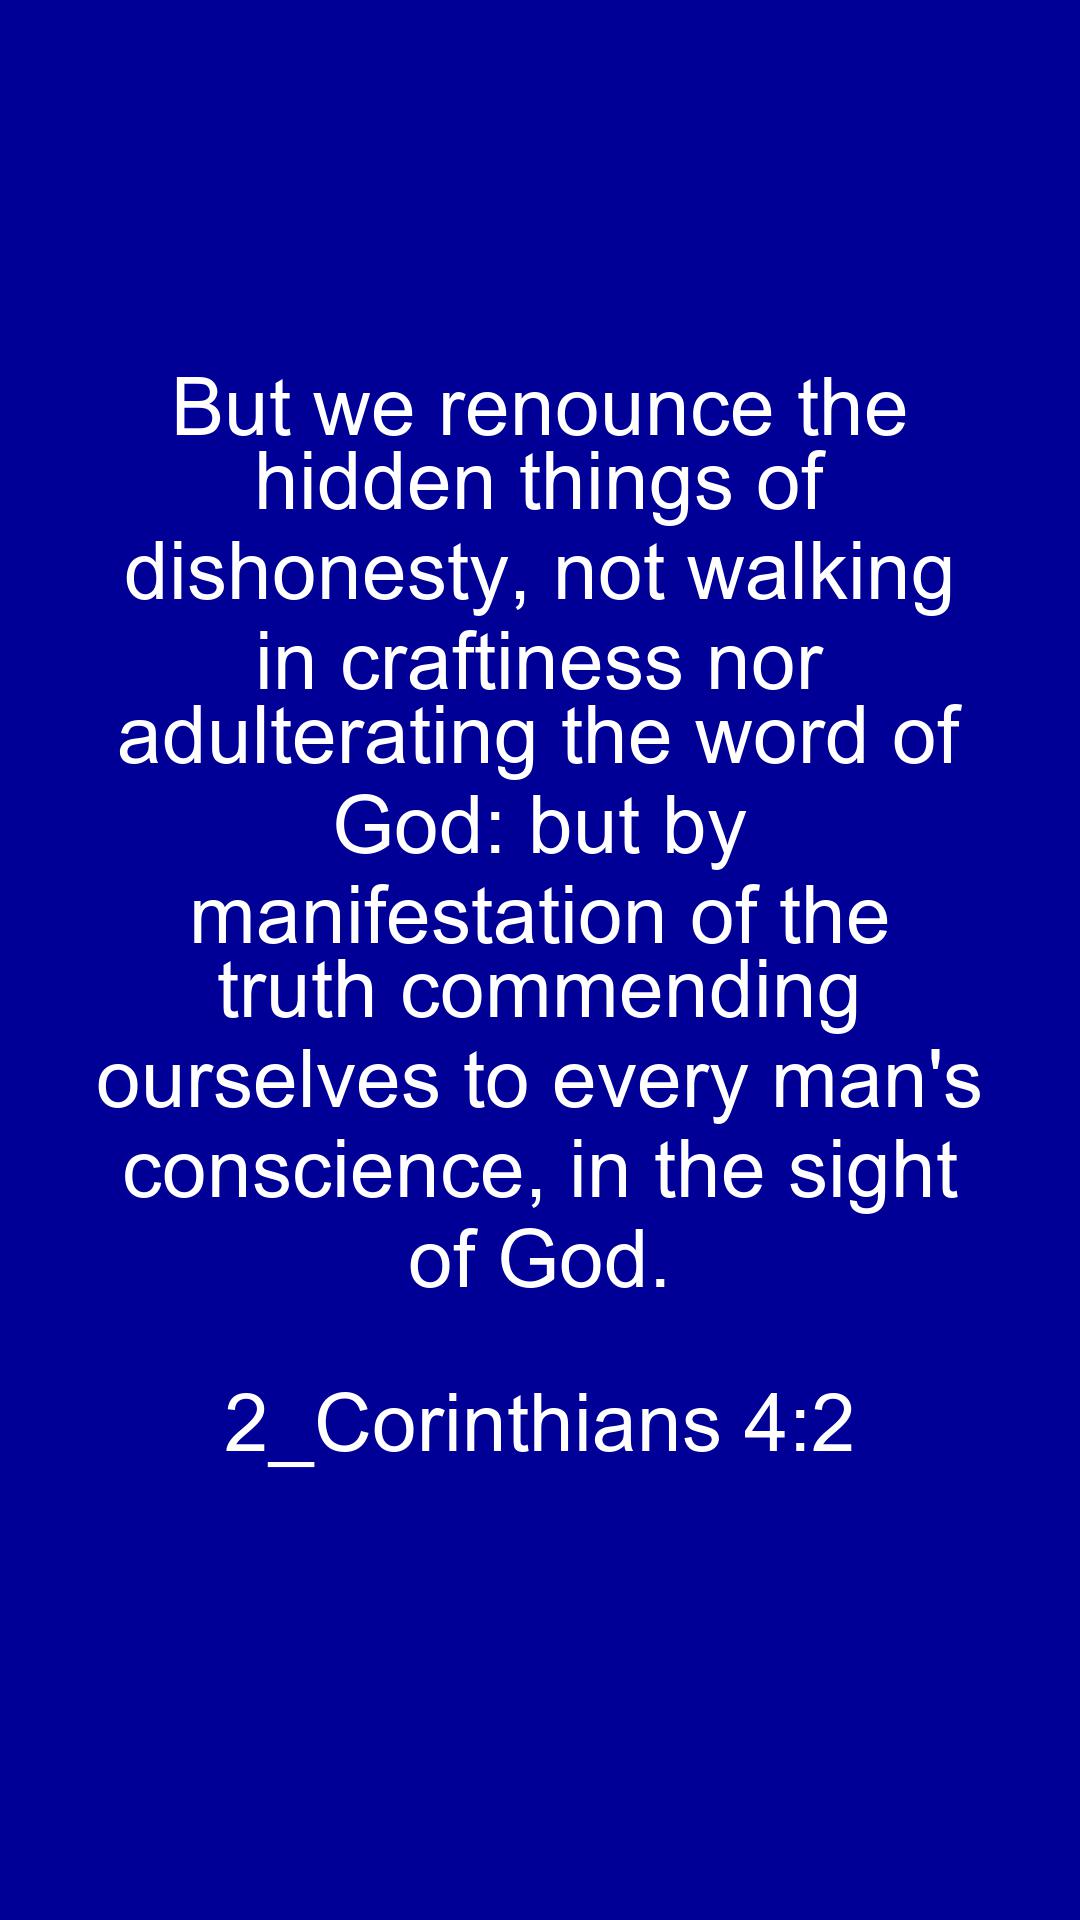 But we renounce the
hidden things of
dishonesty, not walking
in craftiness nor
adulterating the word of
God: but by
manifestation of the
truth commending
ourselves to every man's
conscience, in the sight
of God.
2_Corinthians 4:2